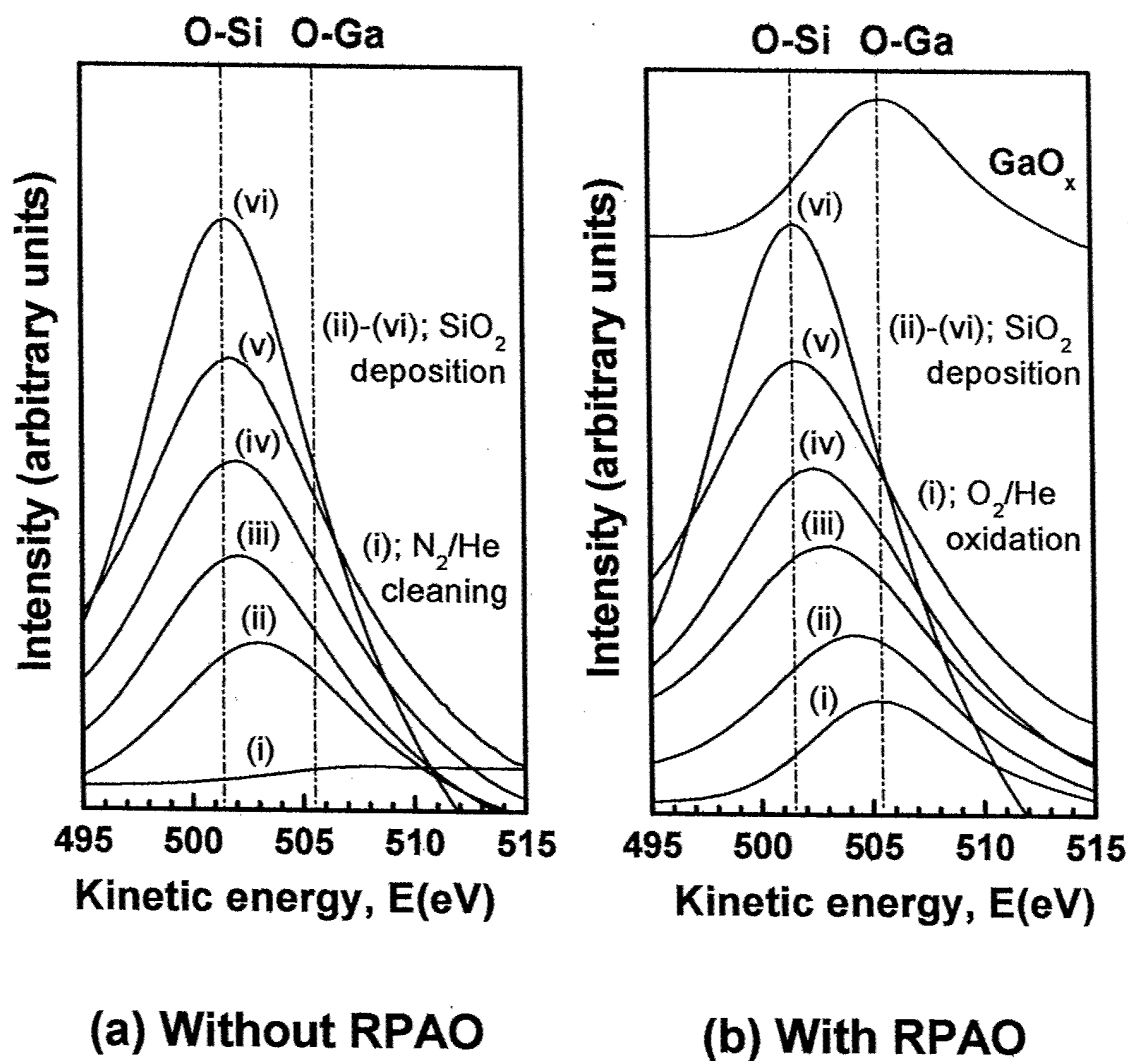 O-Si O-Ga
(vi)
(v)
(iv)
(iii)
(ii)
(i)
(ii)-(vi); SiO₂
deposition
(i); N₂/He
cleaning
Intensity (arbitrary units)
495 500 505 510 515
Kinetic energy, E(eV)
(a) Without RPAO
O-Si O-Ga
GaOₓ
(vi)
(v)
(iv)
(iii)
(ii)
(i)
(ii)-(vi); SiO₂
deposition
(i); O₂/He
oxidation
Intensity (arbitrary units)
495 500 505 510 515
Kinetic energy, E(eV)
(b) With RPAO